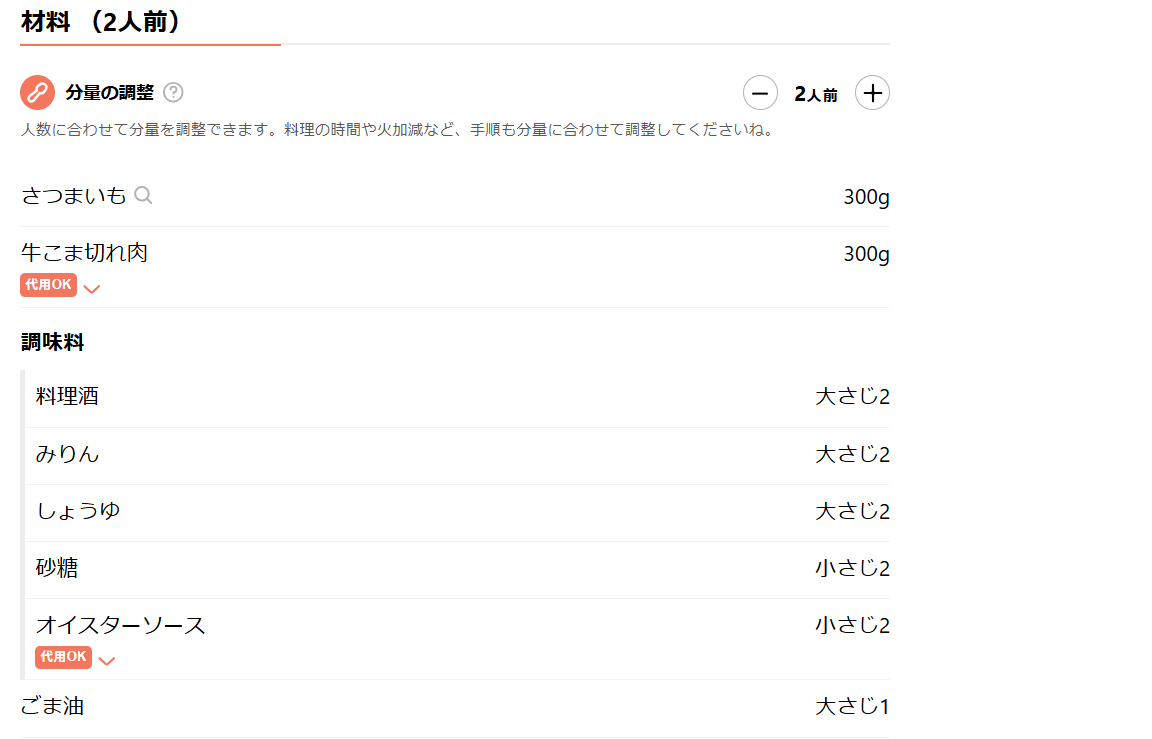 材料 （2人前）
分量の調整 ?
2人前
人数に合わせて分量を調整できます。料理の時間や火加減など、手順も分量に合わせて調整してくださいね。
さつまいも 300g
牛こま切れ肉 300g
代用OK
調味料
料理酒 大さじ2
みりん 大さじ2
しょうゆ 大さじ2
砂糖 小さじ2
オイスターソース 小さじ2
代用OK
ごま油 大さじ1